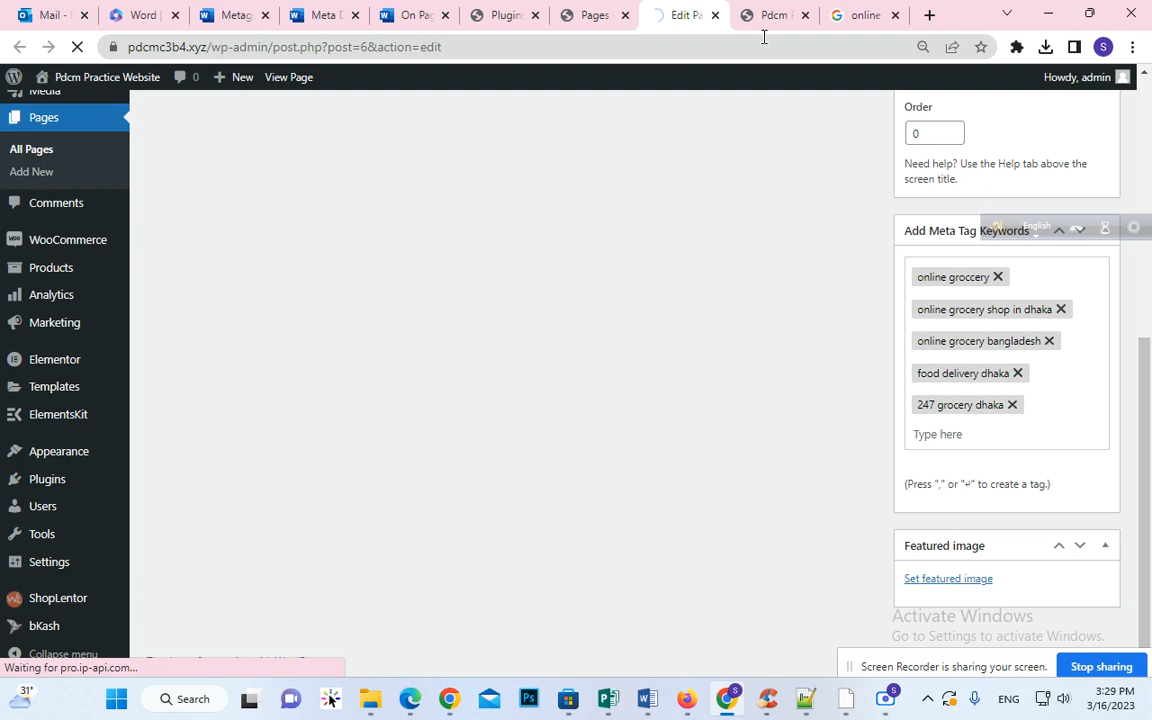 Mail -
Word
Metag
Meta D
On Pag
Plugin
Pages
Edit Pa
Pdcm
online
pdcmc3b4.xyz/wp-admin/post.php?post=6&action=edit
S
Pdcm Practice Website
0
New
View Page
Howdy, admin
Media
Pages
All Pages
Add New
Comments
WooCommerce
Products
Analytics
Marketing
Elementor
Templates
ElementsKit
Appearance
Plugins
Users
Tools
Settings
ShopLentor
bKash
Collapse menu
Order
0
Need help? Use the Help tab above the
screen title.
Add Meta Tag Keywords
English
online groccery
online grocery shop in dhaka
online grocery bangladesh
food delivery dhaka
247 grocery dhaka
Type here
(Press "," or "↵" to create a tag.)
Featured image
Set featured image
Activate Windows
Go to Settings to activate Windows.
Waiting for pro.ip-api.com...
Screen Recorder is sharing your screen.
Stop sharing
31°
Search
ENG
3:29 PM
3/16/2023